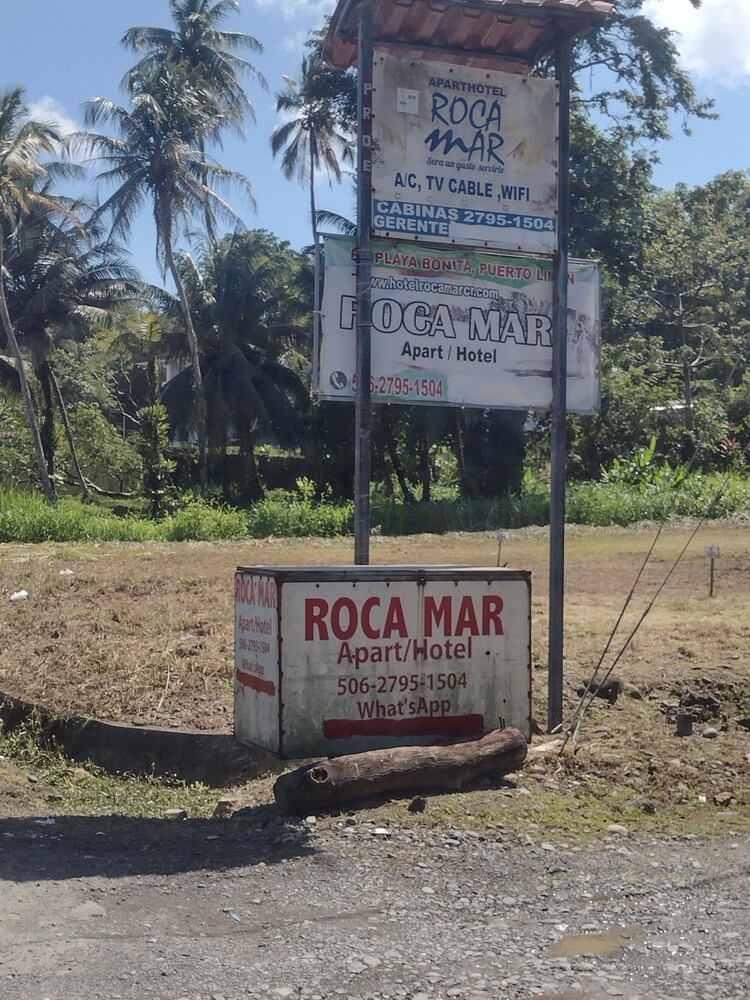 APARTHOTEL
ROCA
MAR
Sera un gusto servirle
A/C, TV CABLE ,WIFI
CABINAS 2795-1504
GERENTE
PLAYA BONITA, PUERTO LIMON
www.hotelrocamarcr.com
ROCA MAR
Apart / Hotel
506-2795-1504
ROCA MAR
Apart/Hotel
506-2795-1504
What'sApp
ROCA MAR
Apart/Hotel
506-2795-1504
What'sApp